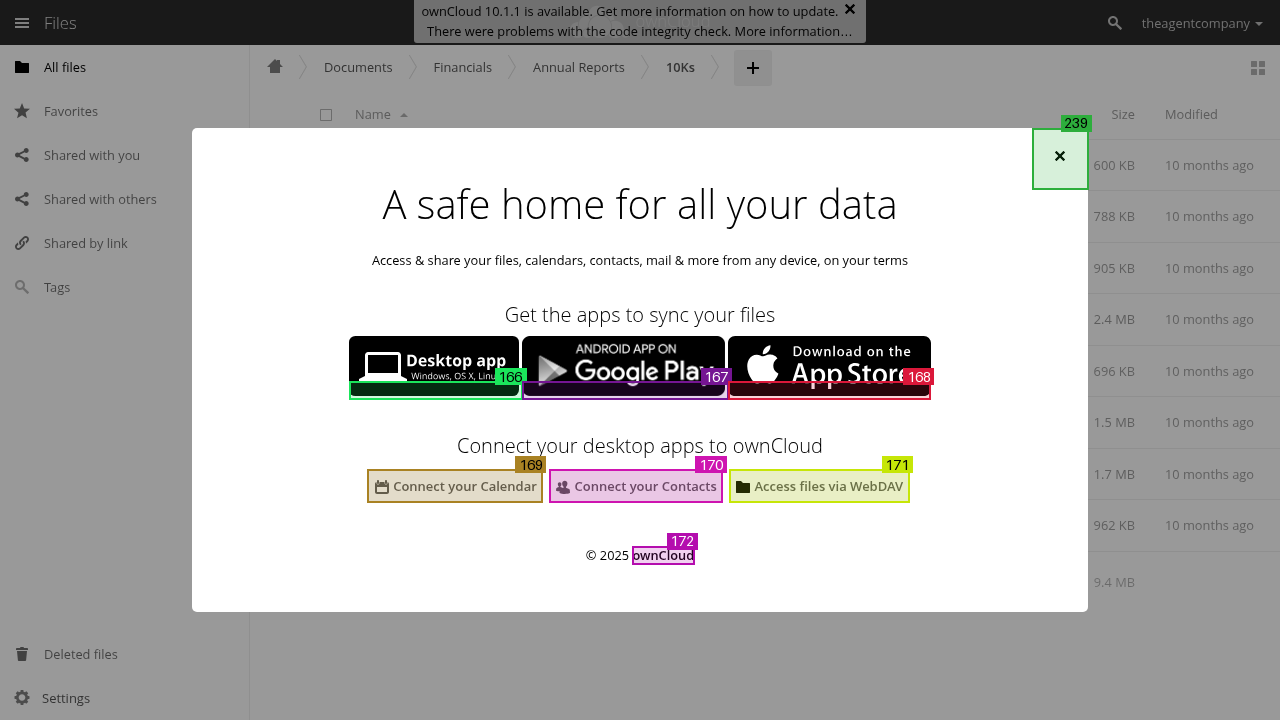 ownCloud 10.1.1 is available. Get more information on how to update.
There were problems with the code integrity check. More information…
Files
theagentcompany
All files
Favorites
Shared with you
Shared with others
Shared by link
Tags
Deleted files
Settings
Documents
Financials
Annual Reports
10Ks
+
Name
Size
Modified
600 KB 10 months ago
788 KB 10 months ago
905 KB 10 months ago
2.4 MB 10 months ago
696 KB 10 months ago
1.5 MB 10 months ago
1.7 MB 10 months ago
962 KB 10 months ago
9.4 MB
239
A safe home for all your data
Access & share your files, calendars, contacts, mail & more from any device, on your terms
Get the apps to sync your files
Desktop app
Windows, OS X,
166
ANDROID APP ON
Google Play
167
Download on the
App Store
168
Connect your desktop apps to ownCloud
169
Connect your Calendar
170
Connect your Contacts
171
Access files via WebDAV
172
© 2025 ownCloud